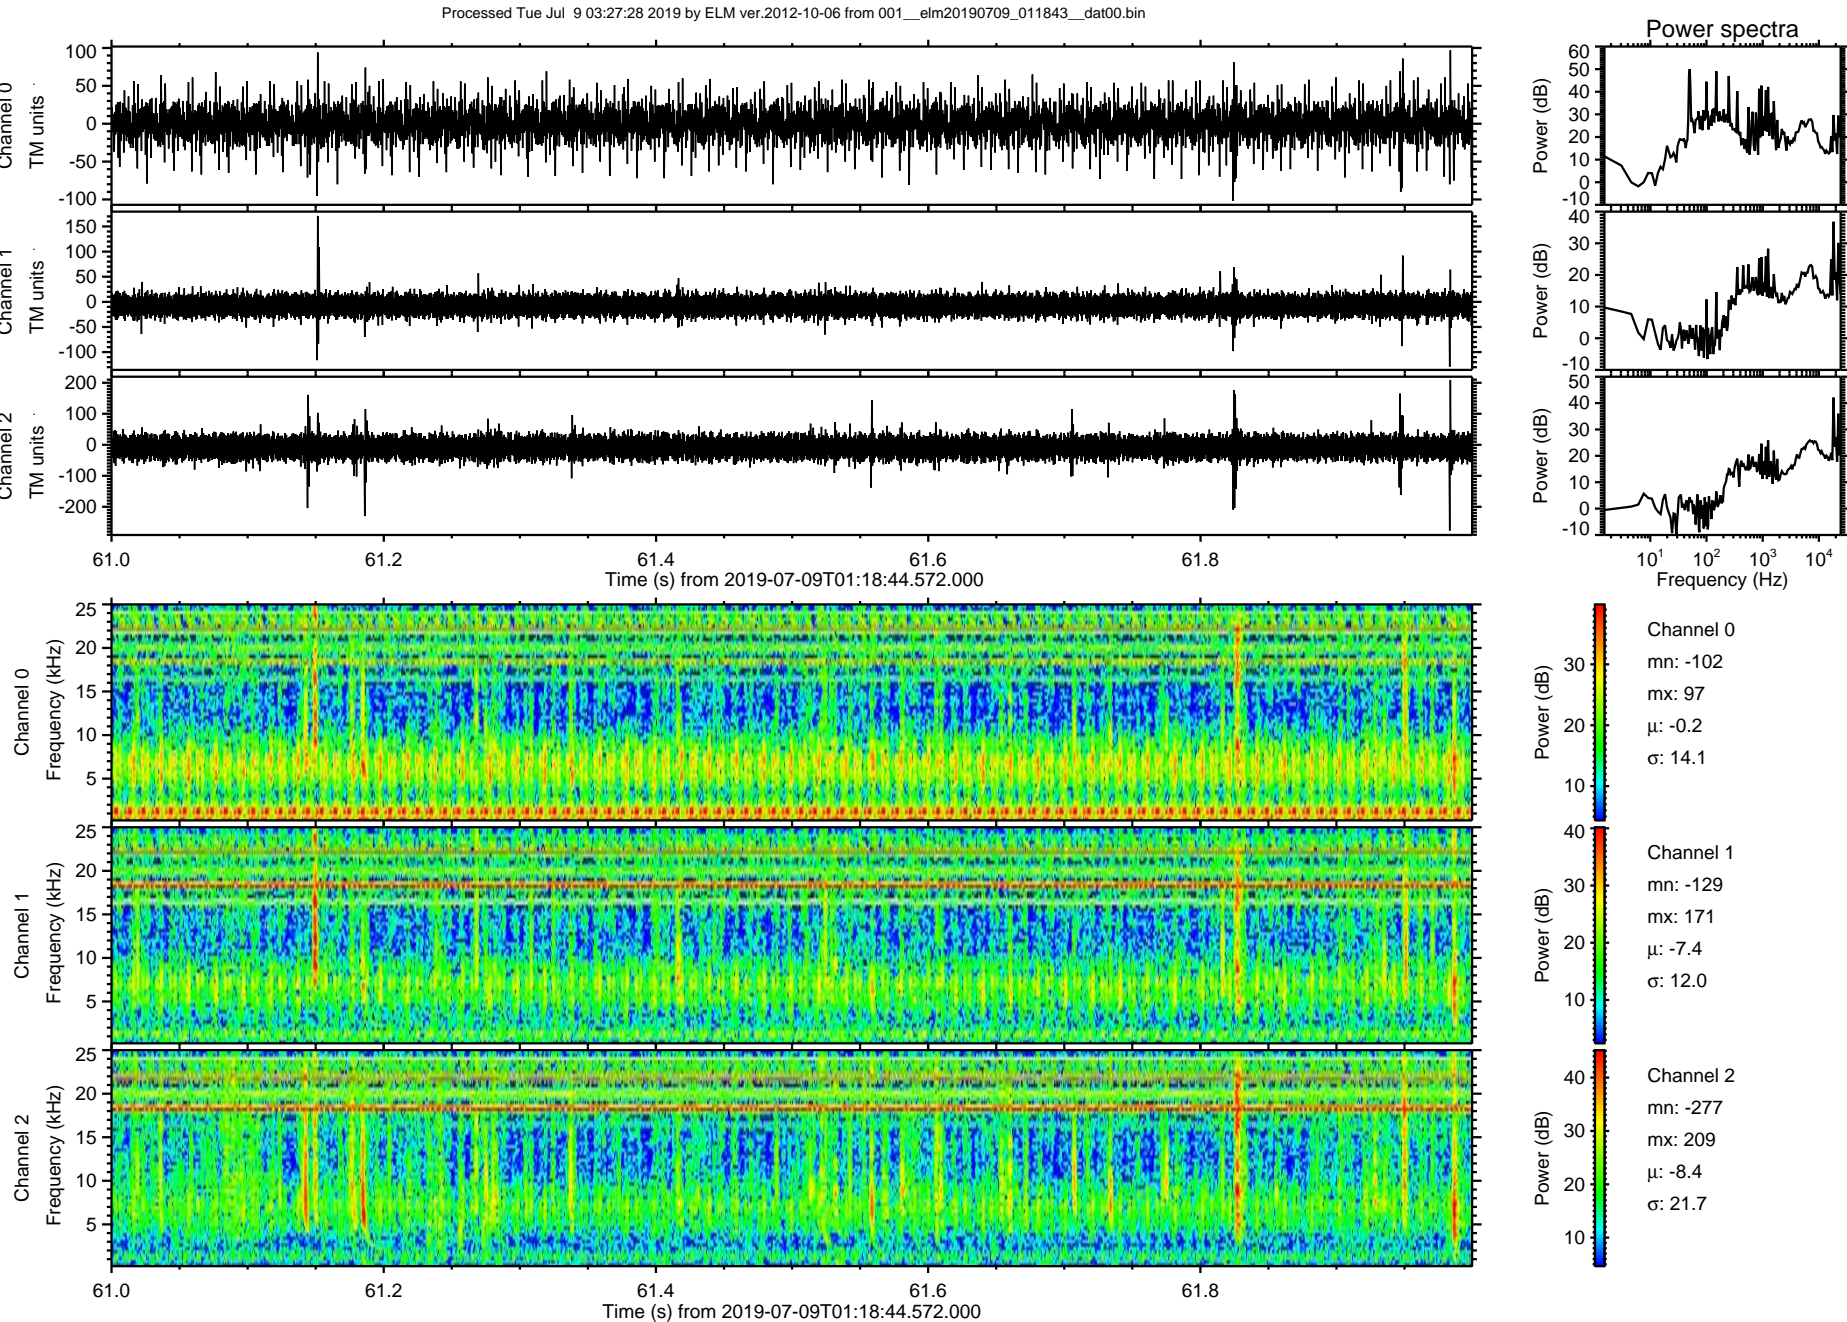 Processed Tue Jul  9 03:27:28 2019 by ELM ver.2012-10-06 from 001__elm20190709_011843__dat00.bin
Power spectra
Channel 0
TM units
100
50
0
-50
-100
Power (dB)
60
50
40
30
20
10
0
-10
Channel 1
TM units
150
100
50
0
-50
-100
Power (dB)
40
30
20
10
0
-10
Channel 2
TM units
200
100
0
-100
-200
Power (dB)
50
40
30
20
10
0
-10
61.0 61.2 61.4 61.6 61.8
Time (s) from 2019-07-09T01:18:44.572.000
10^1 10^2 10^3 10^4
Frequency (Hz)
Channel 0
Frequency (kHz)
25
20
15
10
5
Power (dB)
30
20
10
Channel 0
mn: -102
mx: 97
μ: -0.2
σ: 14.1
Channel 1
Frequency (kHz)
25
20
15
10
5
Power (dB)
40
30
20
10
Channel 1
mn: -129
mx: 171
μ: -7.4
σ: 12.0
Channel 2
Frequency (kHz)
25
20
15
10
5
Power (dB)
40
30
20
10
Channel 2
mn: -277
mx: 209
μ: -8.4
σ: 21.7
61.0 61.2 61.4 61.6 61.8
Time (s) from 2019-07-09T01:18:44.572.000